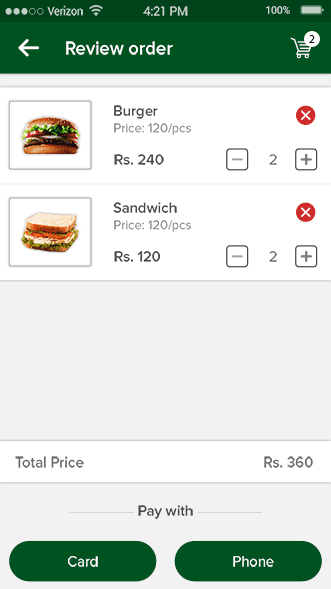 Verizon 4:21 PM 100%
Review order 2
Burger
Price: 120/pcs
Rs. 240 2
Sandwich
Price: 120/pcs
Rs. 120 2
Total Price Rs. 360
Pay with
Card Phone